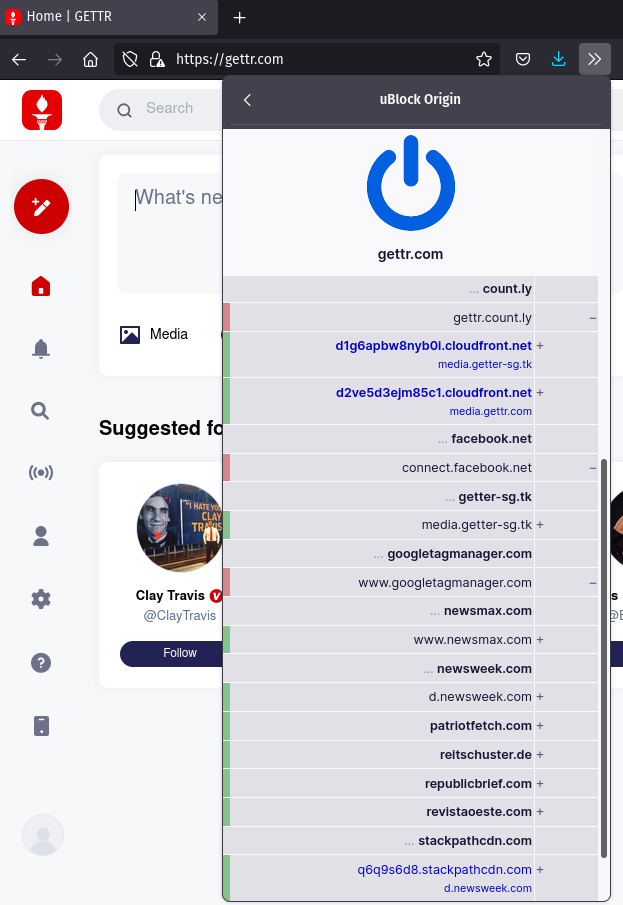 Home | GETTR
https://gettr.com
uBlock Origin
Search
gettr.com
What's ne
... count.ly
gettr.count.ly −
d1g6apbw8nyb0i.cloudfront.net +
media.getter-sg.tk
Media
d2ve5d3ejm85c1.cloudfront.net +
media.gettr.com
Suggested fo
... facebook.net
connect.facebook.net −
... getter-sg.tk
media.getter-sg.tk +
"I HATE YOU
CLAY
... googletagmanager.com
www.googletagmanager.com −
Clay Travis
s
... newsmax.com
@ClayTravis
www.newsmax.com +
Follow
... newsweek.com
d.newsweek.com +
patriotfetch.com +
reitschuster.de +
republicbrief.com +
revistaoeste.com +
... stackpathcdn.com
q6q9s6d8.stackpathcdn.com +
d.newsweek.com